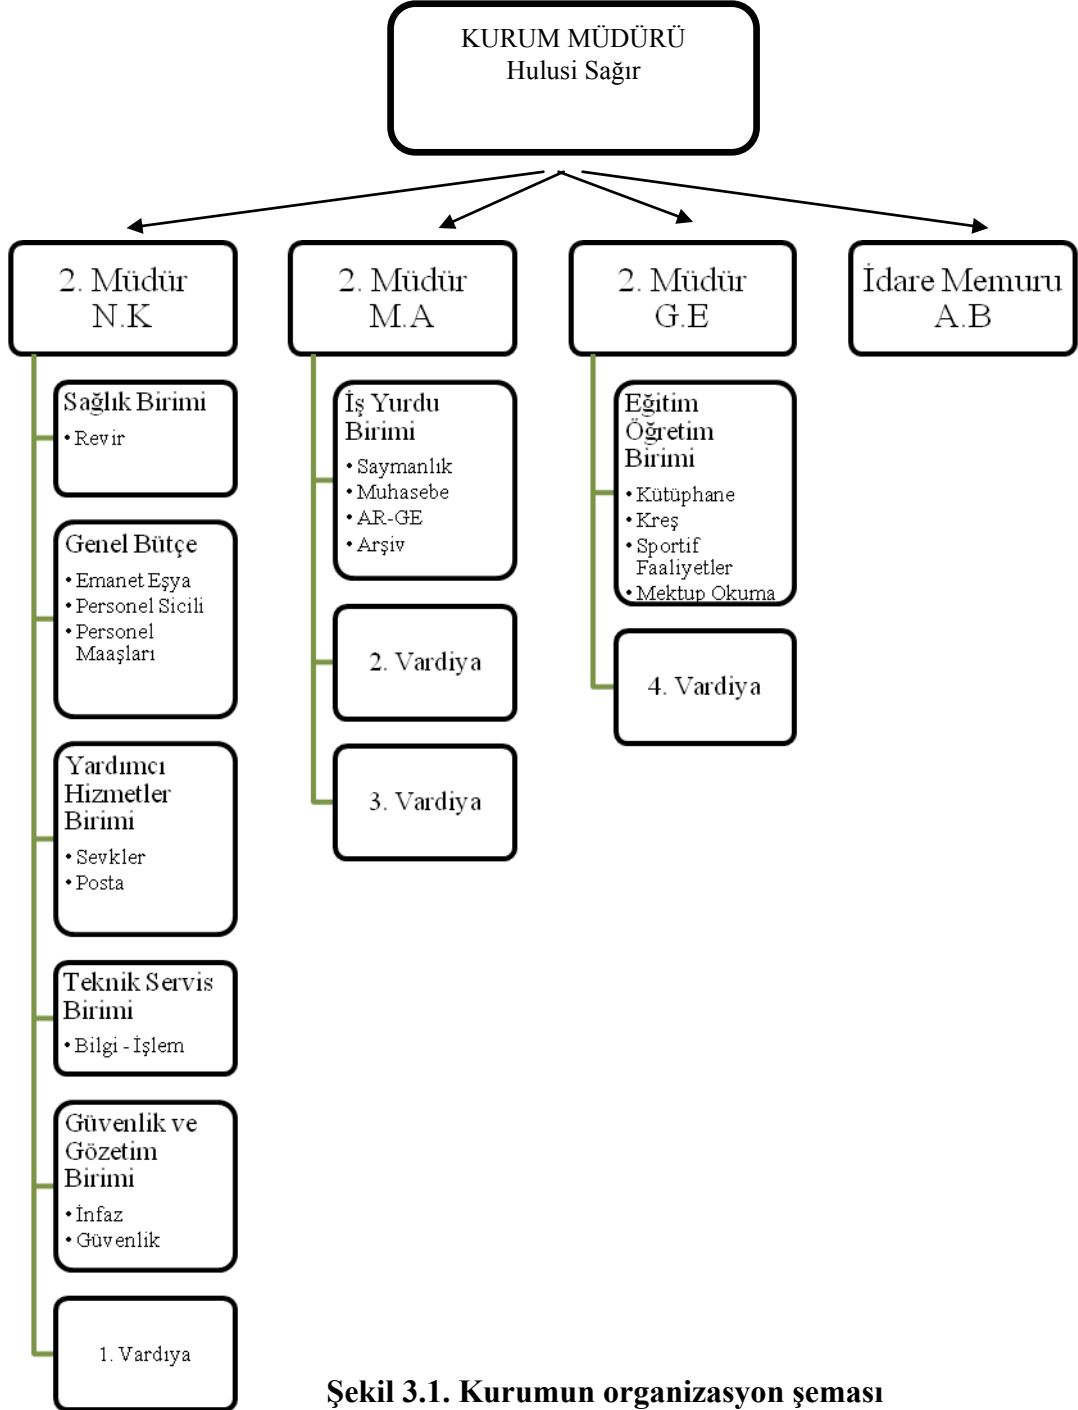 KURUM MÜDÜRÜ
Hulusi Sağır
2. Müdür
N.K
2. Müdür
M.A
2. Müdür
G.E
İdare Memuru
A.B
Sağlık Birimi
• Revir
Genel Bütçe
• Emanet Eşya
• Personel Sicili
• Personel
Maaşları
Yardımcı
Hizmetler
Birimi
• Sevkler
• Posta
Teknik Servis
Birimi
• Bilgi - İşlem
Güvenlik ve
Gözetim
Birimi
• İnfaz
• Güvenlik
1. Vardıya
İş Yurdu
Birimi
• Saymanlık
• Muhasebe
• AR-GE
• Arşiv
2. Vardiya
3. Vardiya
Eğitim
Öğretim
Birimi
• Kütüphane
• Kreş
• Sportif
Faaliyetler
• Mektup Okuma
4. Vardiya
Şekil 3.1. Kurumun organizasyon şeması